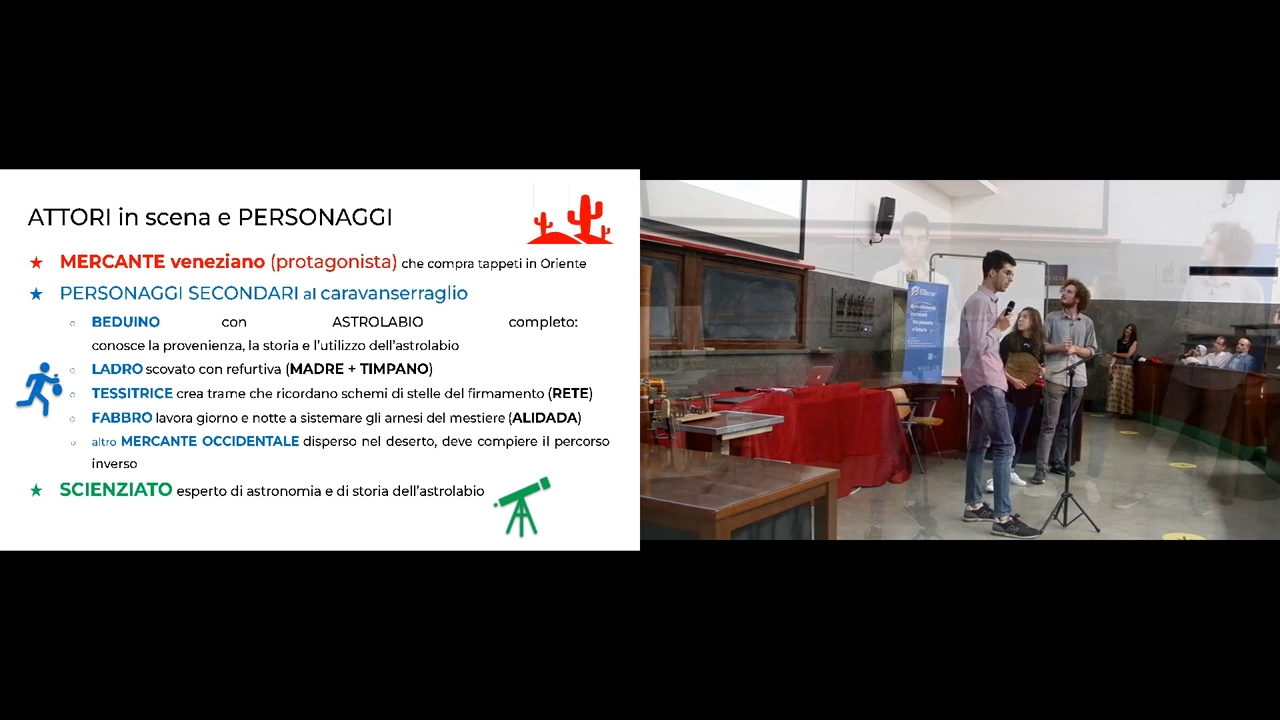 ATTORI in scena e PERSONAGGI
★ MERCANTE veneziano (protagonista) che compra tappeti in Oriente
★ PERSONAGGI SECONDARI al caravanserraglio
○ BEDUINO con ASTROLABIO completo:
conosce la provenienza, la storia e l'utilizzo dell'astrolabio
○ LADRO scovato con refurtiva (MADRE + TIMPANO)
○ TESSITRICE crea trame che ricordano schemi di stelle del firmamento (RETE)
○ FABBRO lavora giorno e notte a sistemare gli arnesi del mestiere (ALIDADA)
○ altro MERCANTE OCCIDENTALE disperso nel deserto, deve compiere il percorso
inverso
★ SCIENZIATO esperto di astronomia e di storia dell'astrolabio